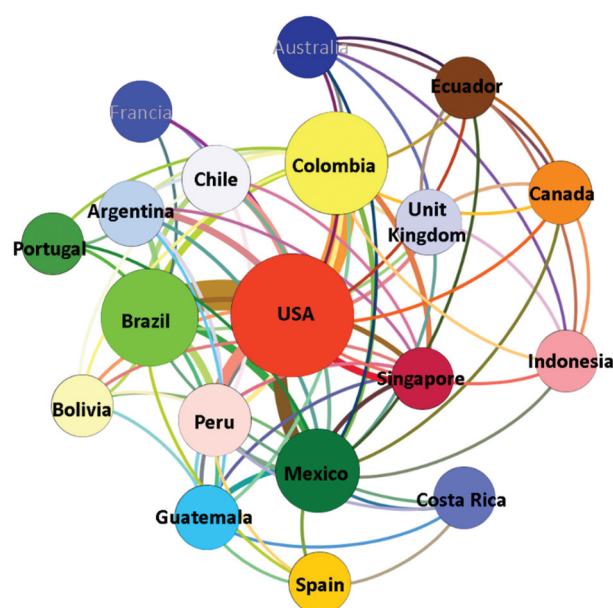 Australia
Ecuador
Francia
Colombia
Chile
Canada
Argentina
Unit
Kingdom
Portugal
USA
Brazil
Indonesia
Singapore
Bolivia
Peru
Mexico
Costa Rica
Guatemala
Spain